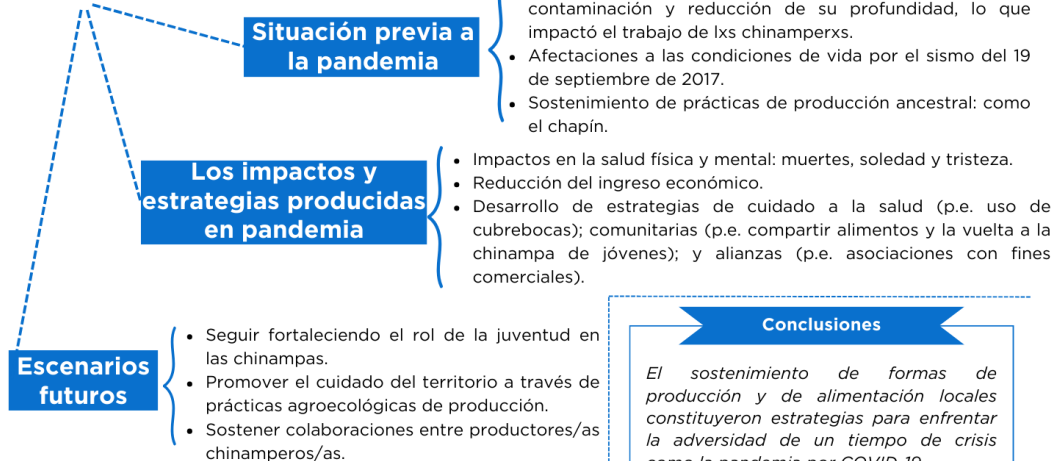 contaminación y reducción de su profundidad, lo que
impactó el trabajo de lxs chinamperxs.
Situación previa a
la pandemia
• Afectaciones a las condiciones de vida por el sismo del 19
de septiembre de 2017.
• Sostenimiento de prácticas de producción ancestral: como
el chapín.
Los impactos y
estrategias producidas
en pandemia
• Impactos en la salud física y mental: muertes, soledad y tristeza.
• Reducción del ingreso económico.
• Desarrollo de estrategias de cuidado a la salud (p.e. uso de
cubrebocas); comunitarias (p.e. compartir alimentos y la vuelta a la
chinampa de jóvenes); y alianzas (p.e. asociaciones con fines
comerciales).
Escenarios
futuros
• Seguir fortaleciendo el rol de la juventud en
las chinampas.
• Promover el cuidado del territorio a través de
prácticas agroecológicas de producción.
• Sostener colaboraciones entre productores/as
chinamperos/as.
Conclusiones
El sostenimiento de formas de
producción y de alimentación locales
constituyeron estrategias para enfrentar
la adversidad de un tiempo de crisis
como la pandemia por COVID-19